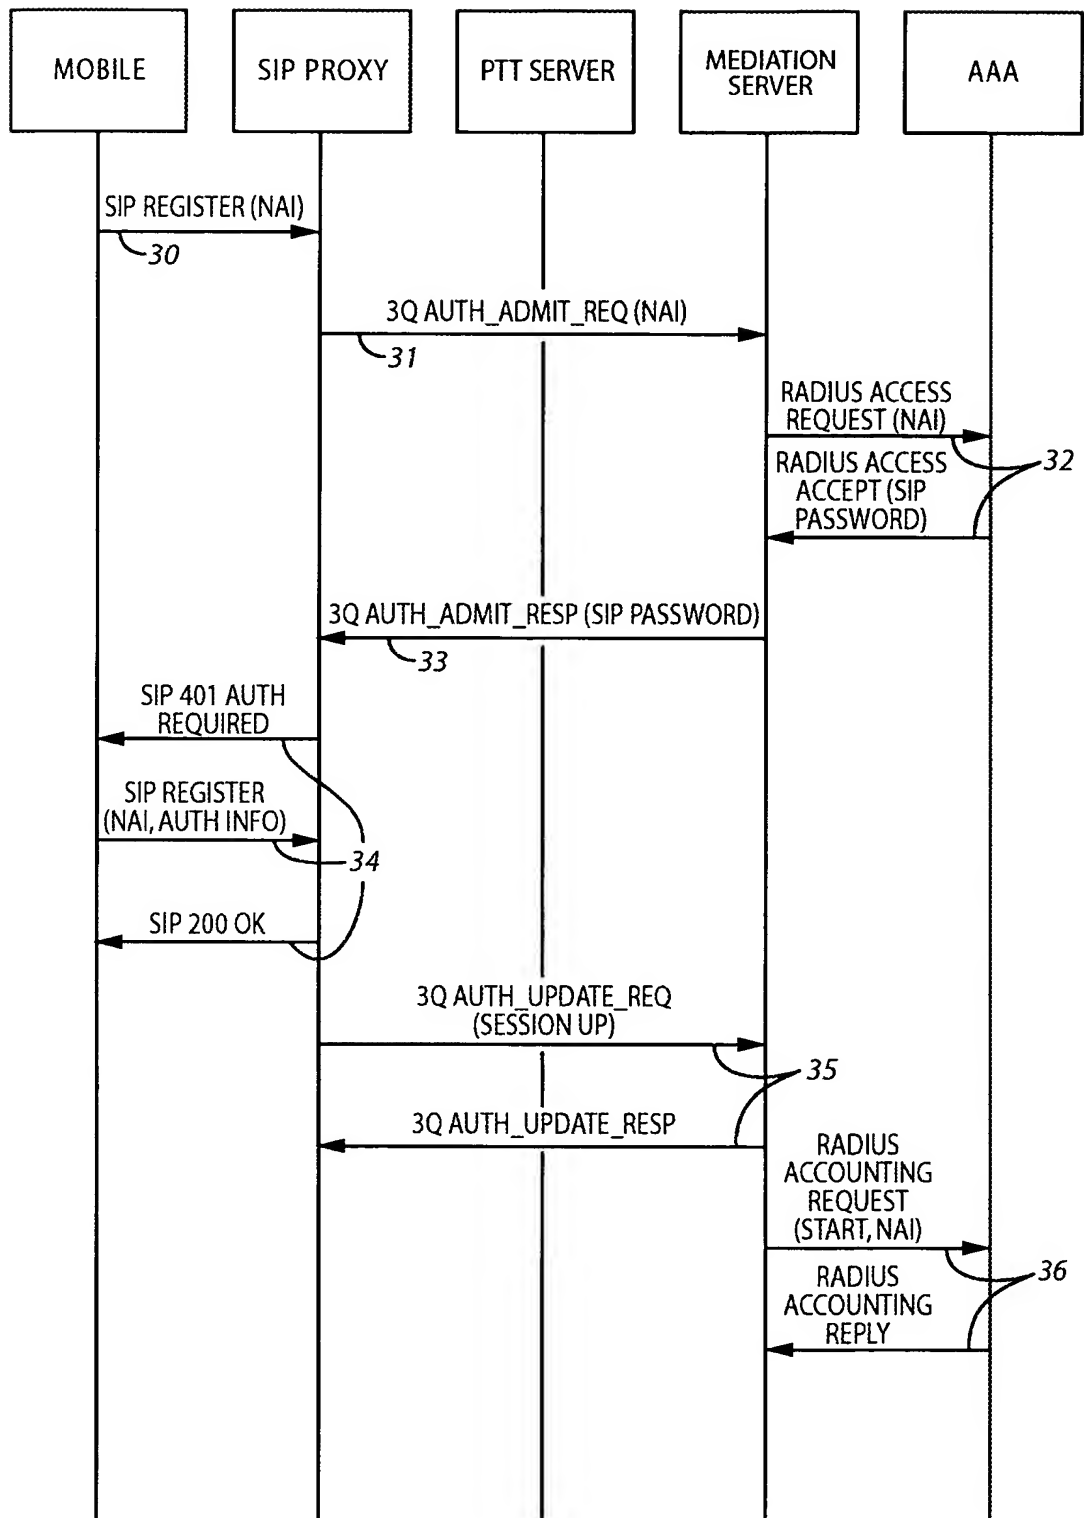 MOBILE
SIP PROXY
PTT SERVER
MEDIATION
SERVER
AAA
SIP REGISTER (NAI)
30
3Q AUTH_ADMIT_REQ (NAI)
31
RADIUS ACCESS
REQUEST (NAI)
32
RADIUS ACCESS
ACCEPT (SIP
PASSWORD)
3Q AUTH_ADMIT_RESP (SIP PASSWORD)
33
SIP 401 AUTH
REQUIRED
SIP REGISTER
(NAI, AUTH INFO)
34
SIP 200 OK
3Q AUTH_UPDATE_REQ
(SESSION UP)
35
3Q AUTH_UPDATE_RESP
RADIUS
ACCOUNTING
REQUEST
(START, NAI)
36
RADIUS
ACCOUNTING
REPLY